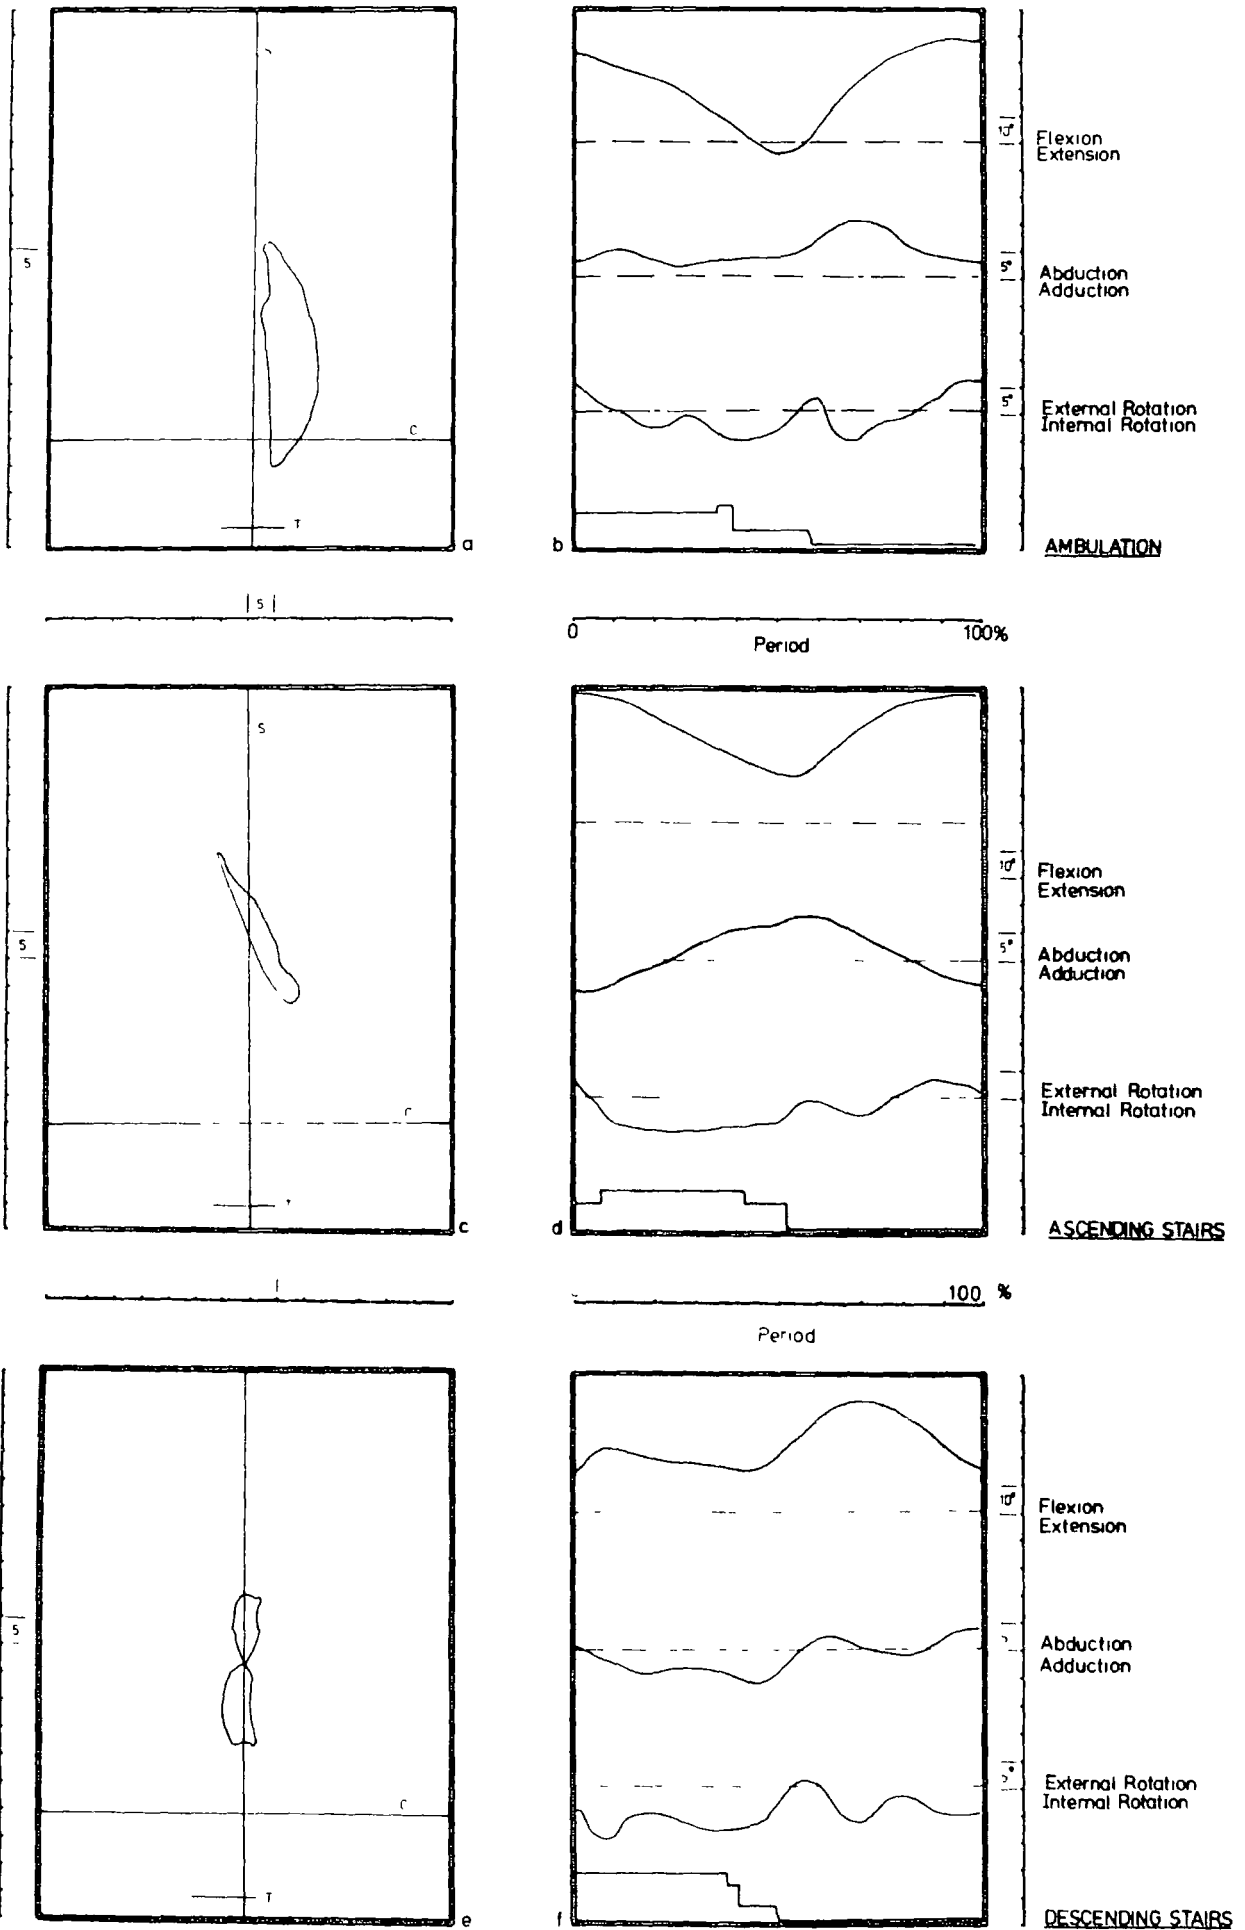 5
C
T
a
10°
Flexion
Extension
5°
Abduction
Adduction
5°
External Rotation
Internal Rotation
b
AMBULATION
5
0
100%
Period
S
5
c
10°
Flexion
Extension
5°
Abduction
Adduction
External Rotation
Internal Rotation
d
ASCENDING STAIRS
100 %
Period
5
C
T
e
10°
Flexion
Extension
Abduction
Adduction
5°
External Rotation
Internal Rotation
f
DESCENDING STAIRS